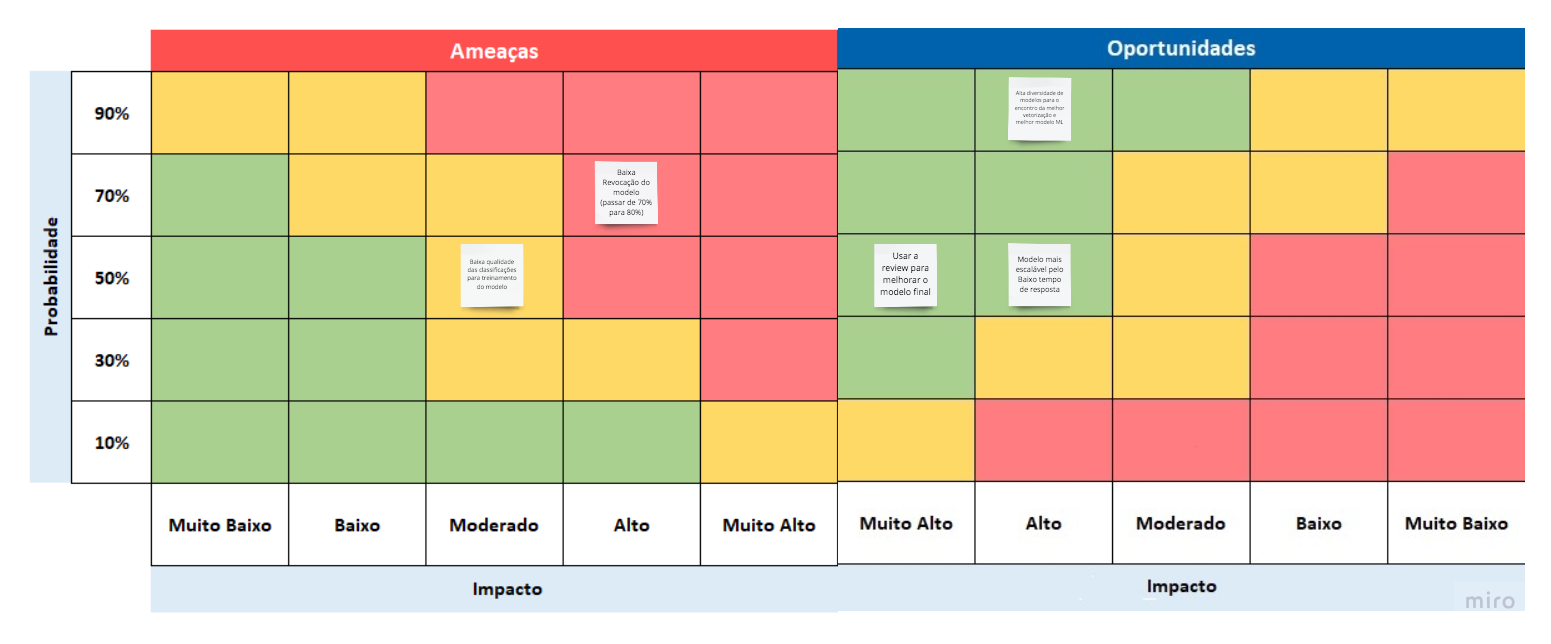 Ameaças
Oportunidades
Probabilidade
90%
Alta diversidade de
modelos para o
encontro da melhor
vetorização e
melhor modelo ML
70%
Baixa
Revocação do
modelo
(passar de 70%
para 80%)
50%
Baixa qualidade
das classificações
para treinamento
do modelo
Usar a
review para
melhorar o
modelo final
Modelo mais
escalável pelo
Baixo tempo
de resposta
30%
10%
Muito Baixo
Baixo
Moderado
Alto
Muito Alto
Muito Alto
Alto
Moderado
Baixo
Muito Baixo
Impacto
Impacto
miro